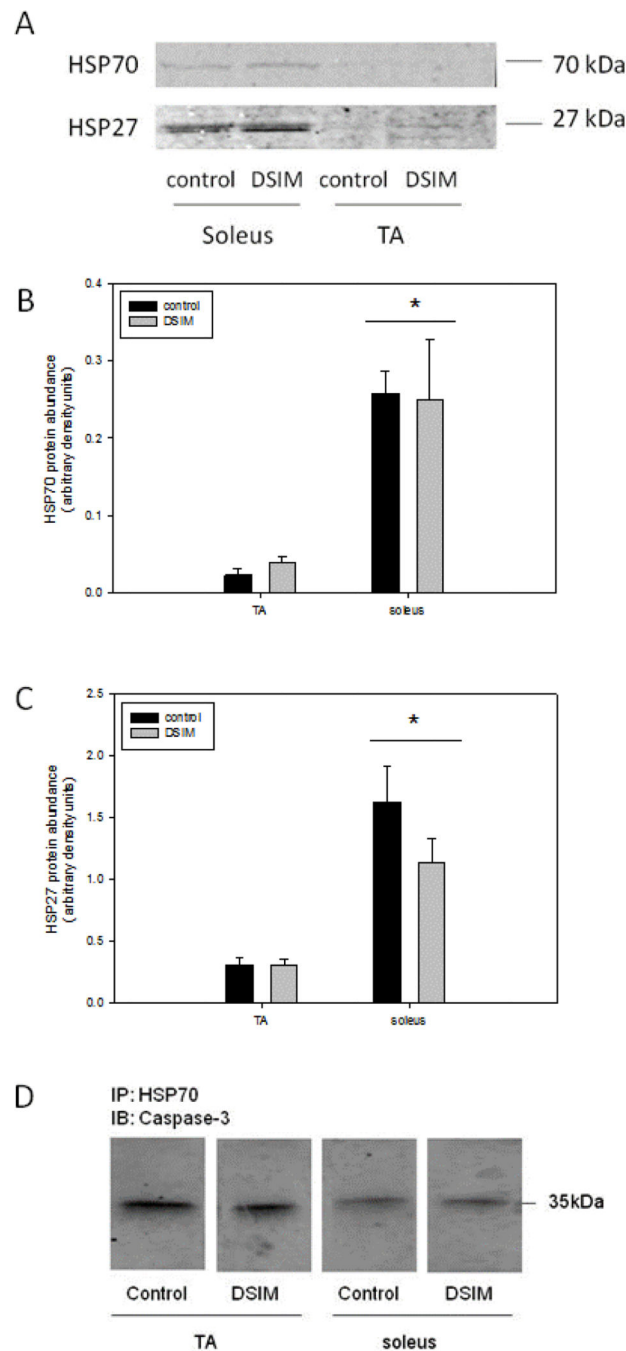 A
HSP70
70 kDa
HSP27
27 kDa
control DSIM control DSIM
Soleus TA
B
0.4
control
DSIM
*
0.3
0.2
0.1
0.0
HSP70 protein abundance
(arbitrary density units)
TA soleus
C
2.5
control
DSIM
*
2.0
1.5
1.0
0.5
0.0
HSP27 protein abundance
(arbitrary density units)
TA soleus
D
IP: HSP70
IB: Caspase-3
35kDa
Control DSIM Control DSIM
TA soleus